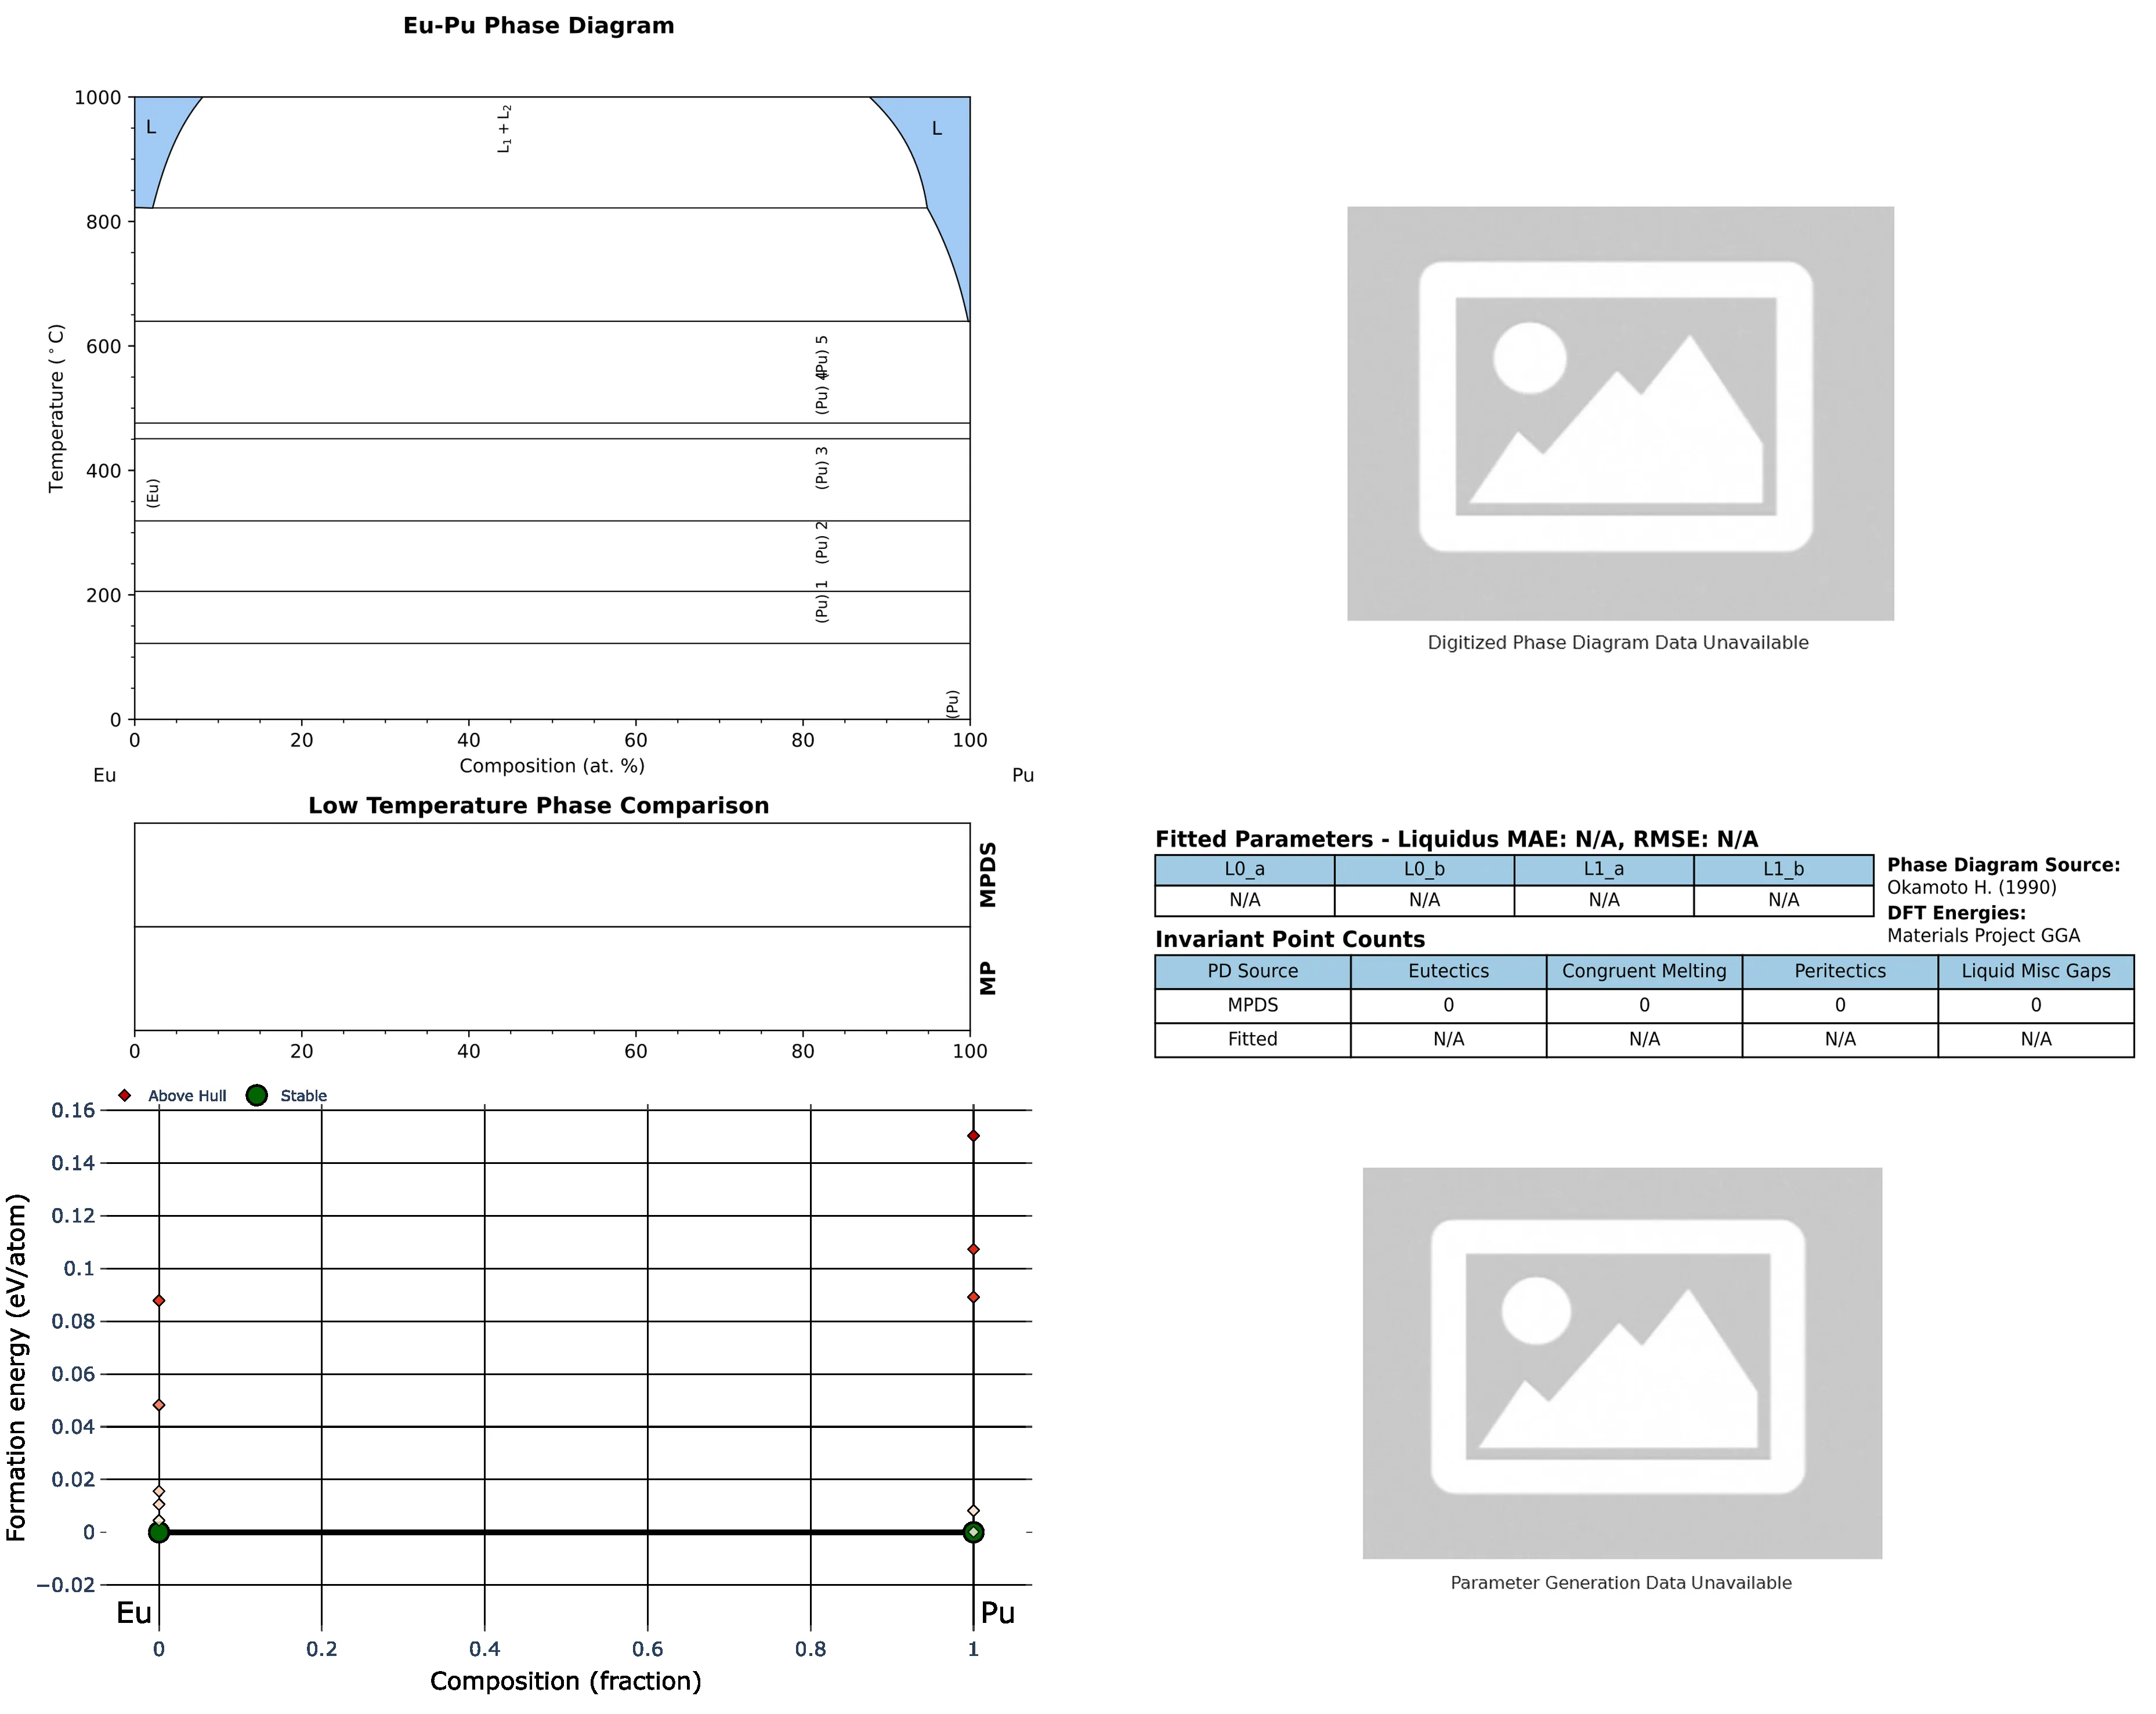 Eu-Pu Phase Diagram
1000
800
600
400
200
0
Temperature (°C)
L
L₁ + L₂
L
(Pu) 5
(Pu) 4
(Pu) 3
(Eu)
(Pu) 2
(Pu) 1
(Pu)
0 20 40 60 80 100
Composition (at. %)
Eu Pu
Digitized Phase Diagram Data Unavailable
Low Temperature Phase Comparison
MPDS
MP
0 20 40 60 80 100
Fitted Parameters - Liquidus MAE: N/A, RMSE: N/A
L0_a L0_b L1_a L1_b
N/A N/A N/A N/A
Phase Diagram Source:
Okamoto H. (1990)
DFT Energies:
Materials Project GGA
Invariant Point Counts
PD Source Eutectics Congruent Melting Peritectics Liquid Misc Gaps
MPDS 0 0 0 0
Fitted N/A N/A N/A N/A
Above Hull Stable
0.16
0.14
0.12
0.1
0.08
0.06
0.04
0.02
0
−0.02
Formation energy (eV/atom)
Eu Pu
0 0.2 0.4 0.6 0.8 1
Composition (fraction)
Parameter Generation Data Unavailable